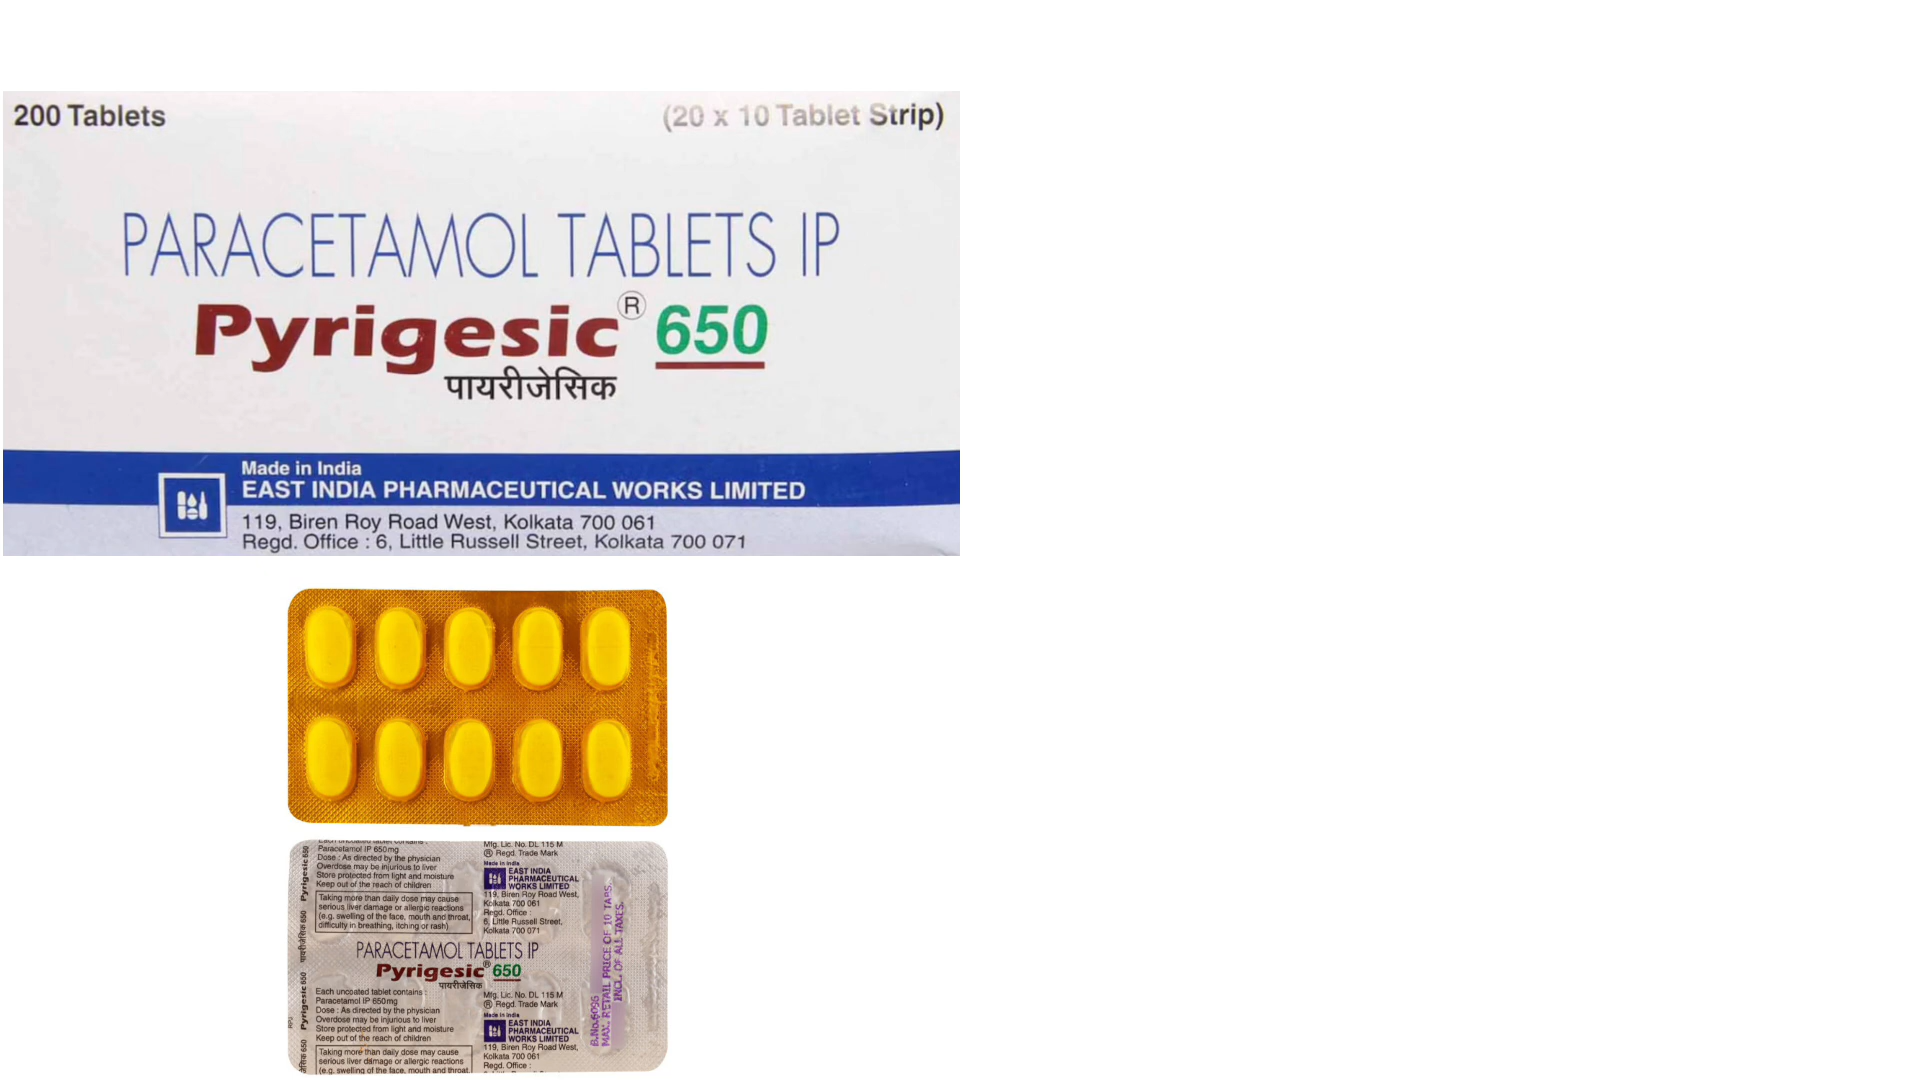 200 Tablets
(20 x 10 Tablet Strip)
PARACETAMOL TABLETS IP
Pyrigesic® 650
पायरीजेसिक
Made in India
EAST INDIA PHARMACEUTICAL WORKS LIMITED
119, Biren Roy Road West, Kolkata 700 061
Regd. Office : 6, Little Russell Street, Kolkata 700 071
Each uncoated tablet contains :
Paracetamol IP 650mg
Dose : As directed by the physician
Overdose may be injurious to liver
Store protected from light and moisture
Keep out of the reach of children
Taking more than daily dose may cause
serious liver damage or allergic reactions
(e.g. swelling of the face, mouth and throat,
difficulty in breathing, itching or rash)
Mfg. Lic. No. DL 115 M
® Regd. Trade Mark
Made in India
EAST INDIA
PHARMACEUTICAL
WORKS LIMITED
119, Biren Roy Road West,
Kolkata 700 061
Regd. Office :
6, Little Russell Street,
Kolkata 700 071
PARACETAMOL TABLETS IP
Pyrigesic® 650
पायरीजेसिक
Each uncoated tablet contains :
Paracetamol IP 650mg
Dose : As directed by the physician
Overdose may be injurious to liver
Store protected from light and moisture
Keep out of the reach of children
Taking more than daily dose may cause
serious liver damage or allergic reactions
(e.g. swelling of the face, mouth and throat,
Mfg. Lic. No. DL 115 M
® Regd. Trade Mark
Made in India
EAST INDIA
PHARMACEUTICAL
WORKS LIMITED
119, Biren Roy Road West,
Kolkata 700 061
Regd. Office :
Pyrigesic 650
पायरीजेसिक 650
Pyrigesic 650
B.No.
MAX. RETAIL PRICE OF 10 TABS.
INCL. OF ALL TAXES.